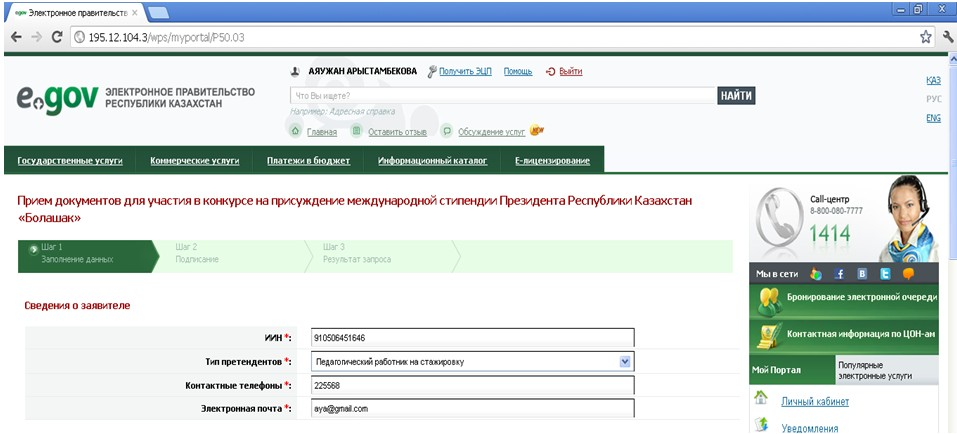 Электронное правительств
195.12.104.3/wps/myportal/P50.03
e.gov ЭЛЕКТРОННОЕ ПРАВИТЕЛЬСТВО
РЕСПУБЛИКИ КАЗАХСТАН
АЯУЖАН АРЫСТАМБЕКОВА Получить ЭЦП Помощь Выйти
Что Вы ищете? НАЙТИ
Например: Адресная справка
Главная Оставить отзыв Обсуждение услуг
ҚАЗ
РУС
ENG
Государственные услуги Коммерческие услуги Платежи в бюджет Информационный каталог Е-лицензирование
Прием документов для участия в конкурсе на присуждение международной стипендии Президента Республики Казахстан
«Болашак»
Шаг 1
Заполнение данных
Шаг 2
Подписание
Шаг 3
Результат запроса
Сведения о заявителе
ИИН *: 910506451646
Тип претендентов *: Педагогический работник на стажировку
Контактные телефоны *: 225568
Электронная почта *: aya@gmail.com
Call-центр
8-800-080-7777
1414
Мы в сети
Бронирование электронной очереди
Контактная информация по ЦОН-ам
Мой Портал
Популярные
электронные услуги
Личный кабинет
Уведомления